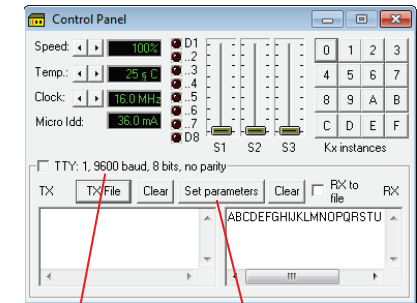 Control Panel
Speed: 100%
Temp.: 25 g C
Clock: 16.0 MHz
Micro Idd: 36.0 mA
D1
..2
..3
..4
..5
..6
..7
D8
S1 S2 S3
0 1 2 3
4 5 6 7
8 9 A B
C D E F
Kx instances
TTY: 1, 9600 baud, 8 bits, no parity
TX TX File Clear Set parameters Clear RX to file RX
ABCDEFGHIJKLMNOPQRSTU